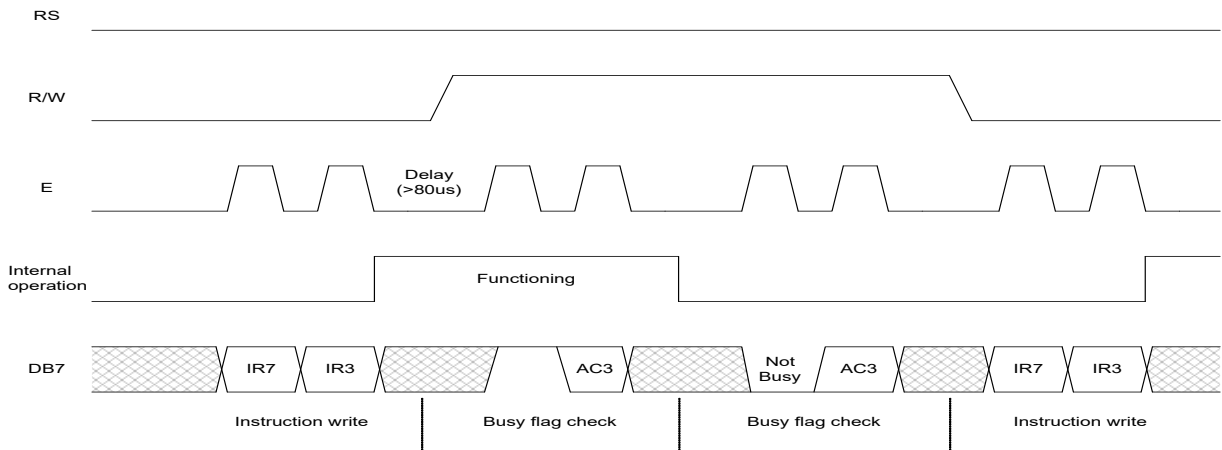 RS
R/W
E
Delay
(>80us)
Internal
operation
Functioning
DB7
IR7
IR3
AC3
Not
Busy
AC3
IR7
IR3
Instruction write
Busy flag check
Busy flag check
Instruction write